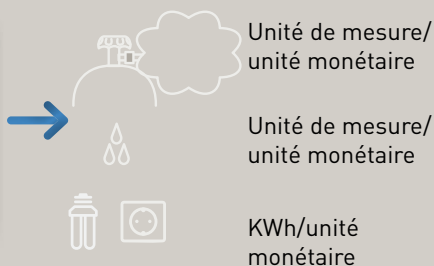 Unité de mesure/
unité monétaire
Unité de mesure/
unité monétaire
KWh/unité
monétaire